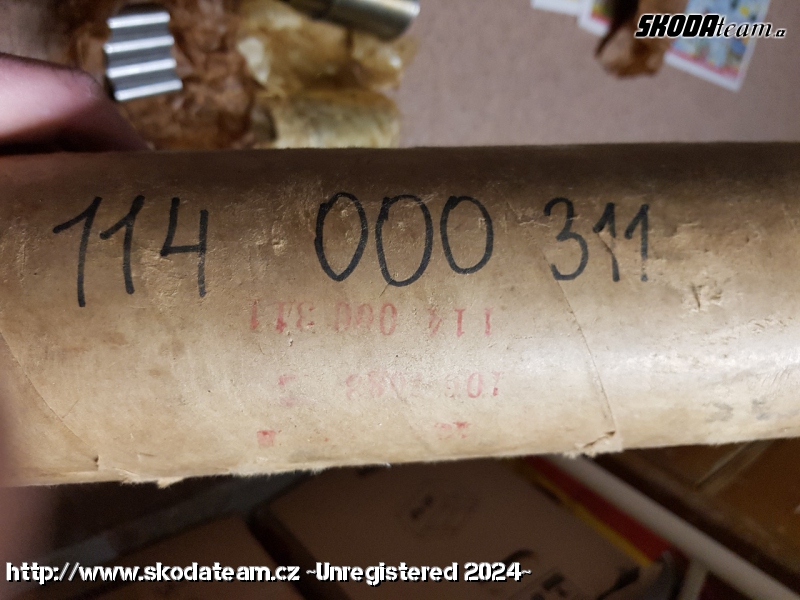 SKODAteam.cz
114 000 311
114 000 311
http://www.skodateam.cz ~Unregistered 2024~